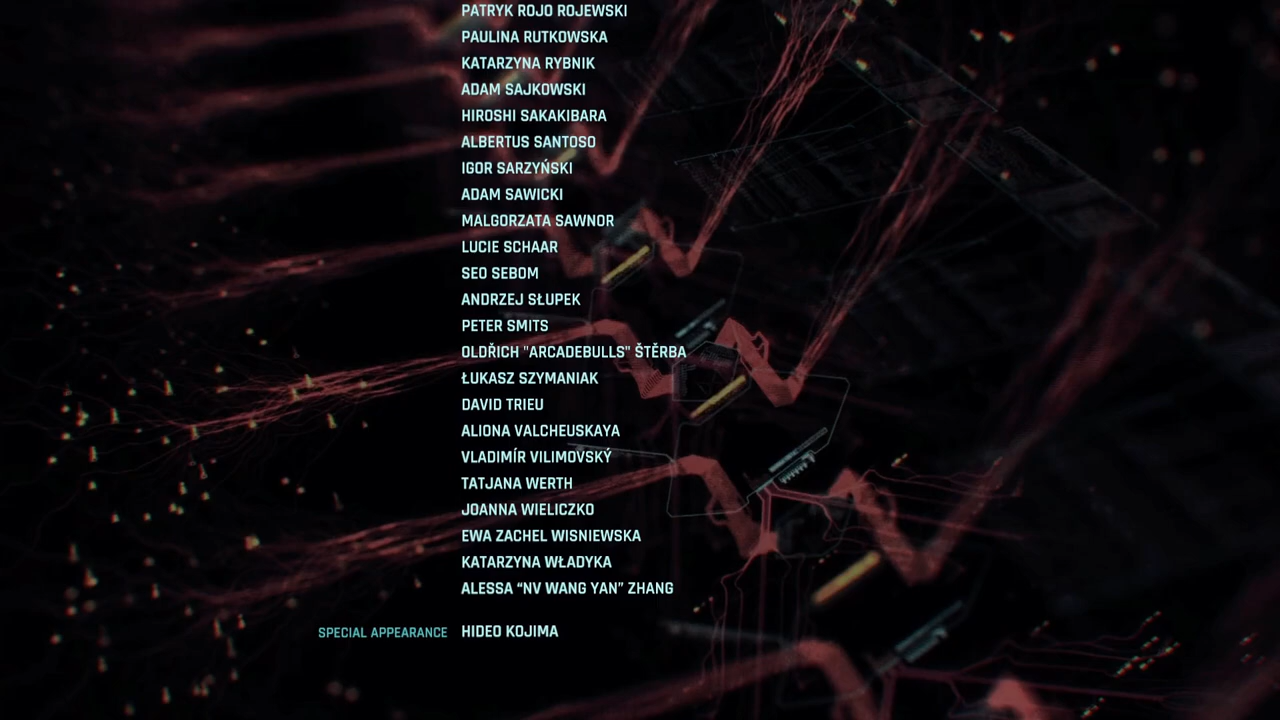 PATRYK ROJO ROJEWSKI
PAULINA RUTKOWSKA
KATARZYNA RYBNIK
ADAM SAJKOWSKI
HIROSHI SAKAKIBARA
ALBERTUS SANTOSO
IGOR SARZYŃSKI
ADAM SAWICKI
MALGORZATA SAWNOR
LUCIE SCHAAR
SEO SEBOM
ANDRZEJ SŁUPEK
PETER SMITS
OLDŘICH "ARCADEBULLS" ŠTĚRBA
ŁUKASZ SZYMANIAK
DAVID TRIEU
ALIONA VALCHEUSKAYA
VLADIMÍR VILIMOVSKÝ
TATJANA WERTH
JOANNA WIELICZKO
EWA ZACHEL WISNIEWSKA
KATARZYNA WŁADYKA
ALESSA “NV WANG YAN” ZHANG
SPECIAL APPEARANCE HIDEO KOJIMA